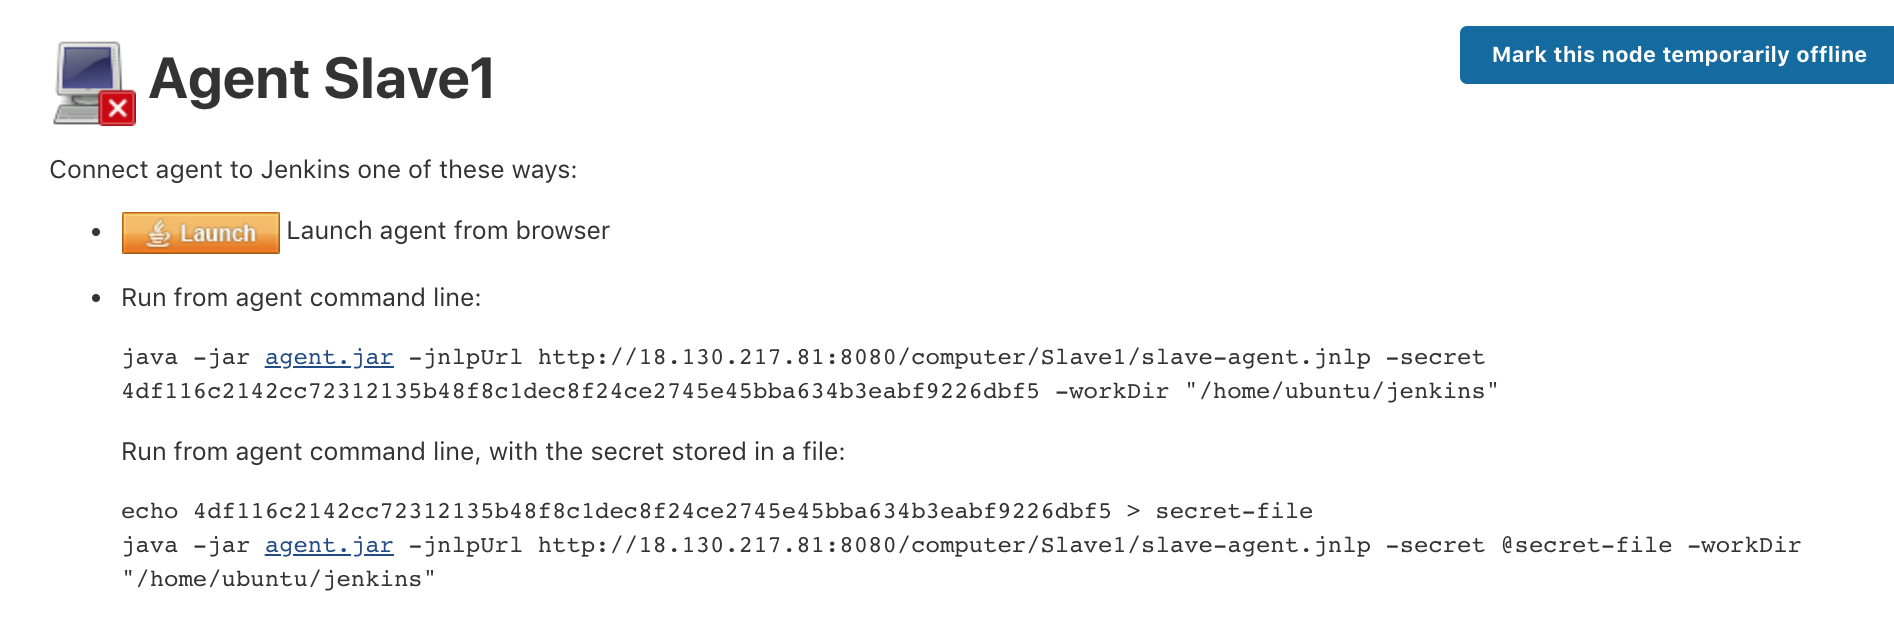 Agent Slave1
Mark this node temporarily offline
Connect agent to Jenkins one of these ways:
Launch Launch agent from browser
Run from agent command line:
java -jar agent.jar -jnlpUrl http://18.130.217.81:8080/computer/Slave1/slave-agent.jnlp -secret
4df116c2142cc72312135b48f8c1dec8f24ce2745e45bba634b3eabf9226dbf5 -workDir "/home/ubuntu/jenkins"
Run from agent command line, with the secret stored in a file:
echo 4df116c2142cc72312135b48f8c1dec8f24ce2745e45bba634b3eabf9226dbf5 > secret-file
java -jar agent.jar -jnlpUrl http://18.130.217.81:8080/computer/Slave1/slave-agent.jnlp -secret @secret-file -workDir
"/home/ubuntu/jenkins"